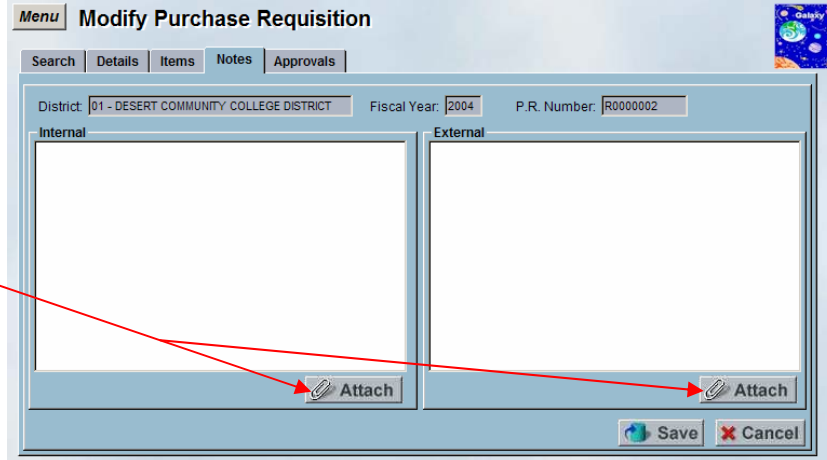 Menu Modify Purchase Requisition
Galaxy
Search Details Items Notes Approvals
District: 01 - DESERT COMMUNITY COLLEGE DISTRICT Fiscal Year: 2004 P.R. Number: R0000002
Internal External
Attach Attach
Save Cancel